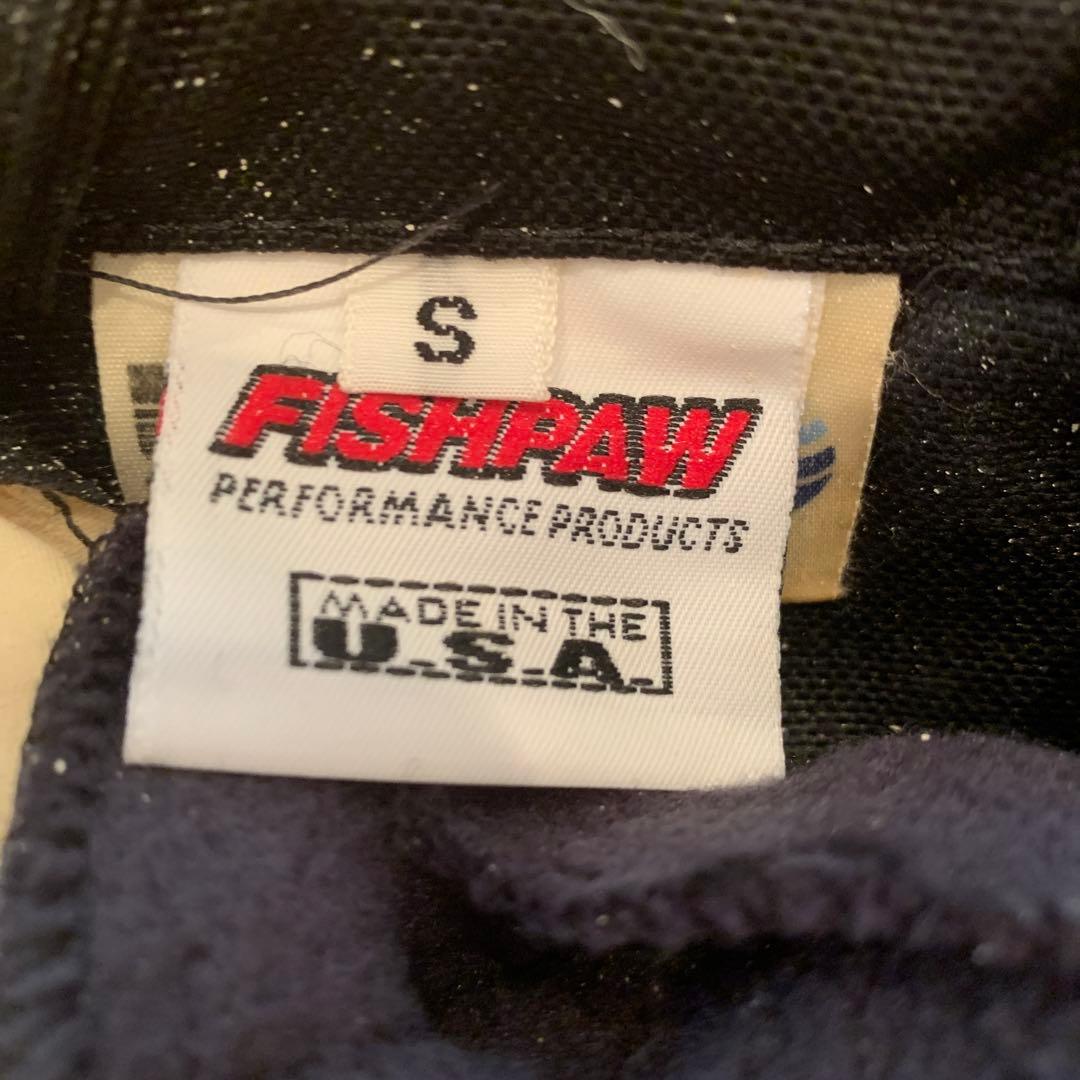 S
FISHPAW
PERFORMANCE PRODUCTS
MADE IN THE
U.S.A.